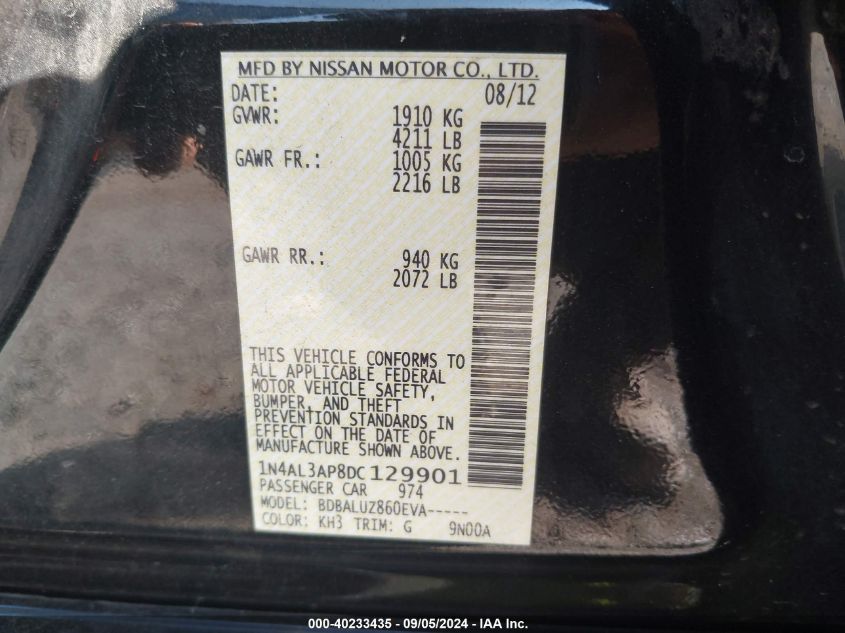 MFD BY NISSAN MOTOR CO., LTD.
DATE: 08/12
GVWR: 1910 KG
4211 LB
GAWR FR.: 1005 KG
2216 LB
GAWR RR.: 940 KG
2072 LB
THIS VEHICLE CONFORMS TO
ALL APPLICABLE FEDERAL
MOTOR VEHICLE SAFETY,
BUMPER, AND THEFT
PREVENTION STANDARDS IN
EFFECT ON THE DATE OF
MANUFACTURE SHOWN ABOVE.
1N4AL3AP8DC129901
PASSENGER CAR 974
MODEL: BDBALUZ860EVA-----
COLOR: KH3 TRIM: G 9N00A
000-40233435 - 09/05/2024 - IAA Inc.